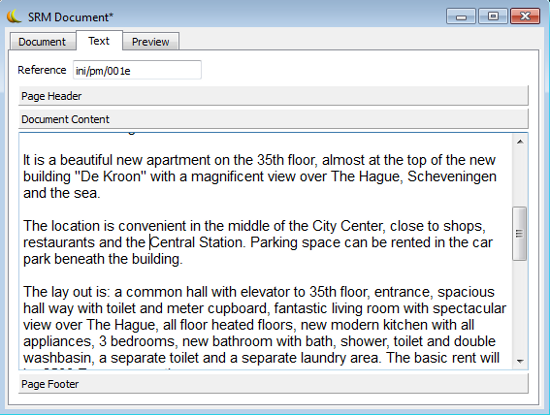 SRM Document*
Document Text Preview
Reference ini/pm/001e
Page Header
Document Content
It is a beautiful new apartment on the 35th floor, almost at the top of the new
building "De Kroon" with a magnificent view over The Hague, Scheveningen
and the sea.
The location is convenient in the middle of the City Center, close to shops,
restaurants and the Central Station. Parking space can be rented in the car
park beneath the building.
The lay out is: a common hall with elevator to 35th floor, entrance, spacious
hall way with toilet and meter cupboard, fantastic living room with spectacular
view over The Hague, all floor heated floors, new modern kitchen with all
appliances, 3 bedrooms, new bathroom with bath, shower, toilet and double
washbasin, a separate toilet and a separate laundry area. The basic rent will
Page Footer